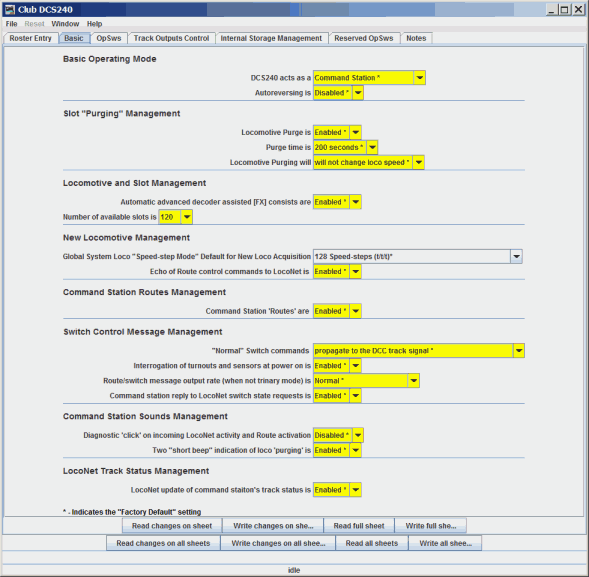 Club DCS240
File Reset Window Help
Roster Entry Basic OpSws Track Outputs Control Internal Storage Management Reserved OpSws Notes
Basic Operating Mode
DCS240 acts as a Command Station *
Autoreversing is Disabled *
Slot "Purging" Management
Locomotive Purge is Enabled *
Purge time is 200 seconds *
Locomotive Purging will will not change loco speed *
Locomotive and Slot Management
Automatic advanced decoder assisted [FX] consists are Enabled *
Number of available slots is 120
New Locomotive Management
Global System Loco "Speed-step Mode" Default for New Loco Acquisition 128 Speed-steps (t/t/t)*
Echo of Route control commands to LocoNet is Enabled *
Command Station Routes Management
Command Station 'Routes' are Enabled *
Switch Control Message Management
"Normal" Switch commands propagate to the DCC track signal *
Interrogation of turnouts and sensors at power on is Enabled *
Route/switch message output rate (when not trinary mode) is Normal *
Command station reply to LocoNet switch state requests is Enabled *
Command Station Sounds Management
Diagnostic 'click' on incoming LocoNet activity and Route activation Disabled *
Two "short beep" indication of loco 'purging' is Enabled *
LocoNet Track Status Management
LocoNet update of command staiton's track status is Enabled *
* - Indicates the "Factory Default" setting
Read changes on sheet Write changes on she... Read full sheet Write full she...
Read changes on all sheets Write changes on all shee... Read all sheets Write all shee...
idle